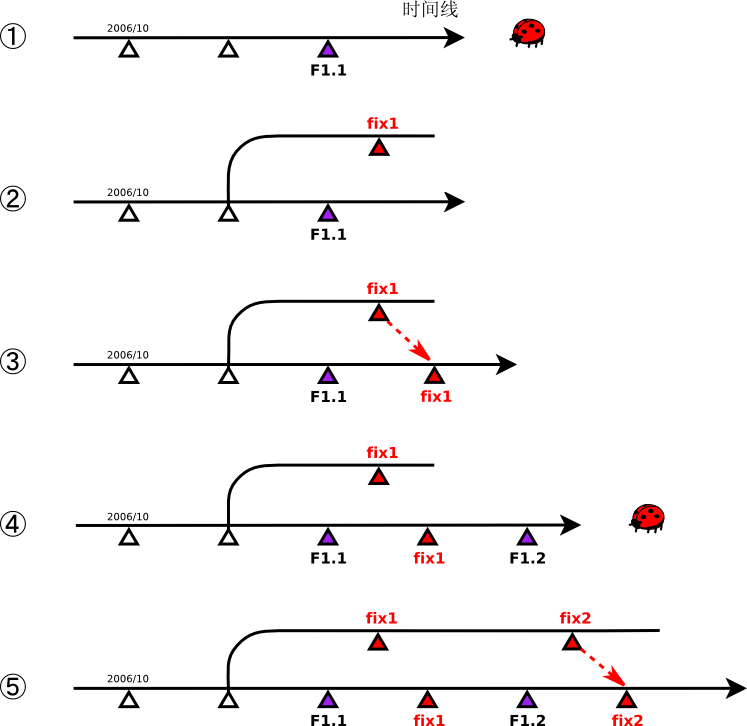 时间线
① 2006/10
F1.1
fix1
② 2006/10
F1.1
fix1
③ 2006/10
F1.1 fix1
fix1
④ 2006/10
F1.1 fix1 F1.2
fix1 fix2
⑤ 2006/10
F1.1 fix1 F1.2 fix2